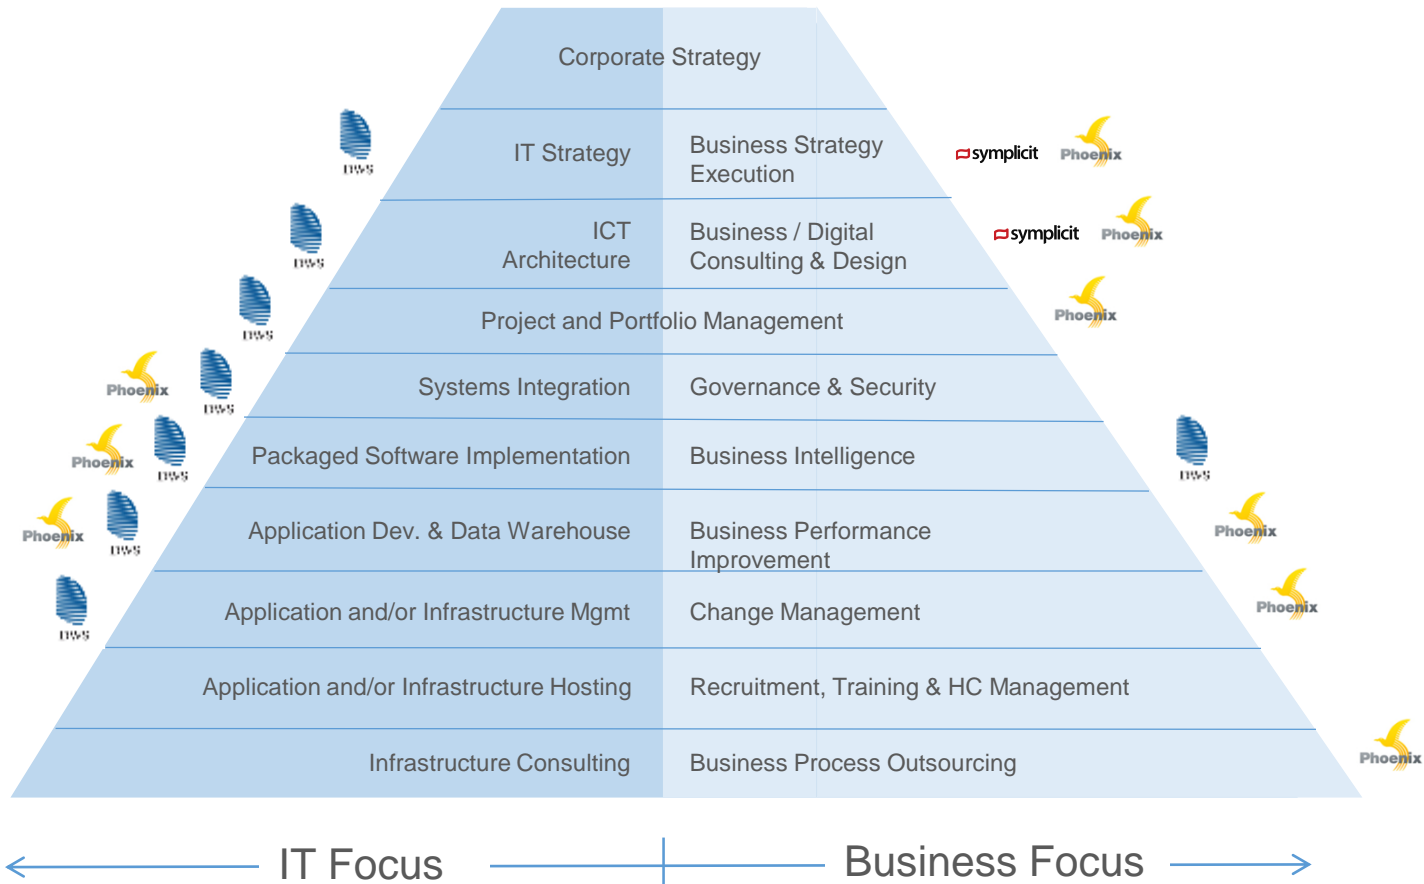 Corporate Strategy
DWS
IT Strategy
Business Strategy
Execution
symplicit
Phoenix
DWS
ICT
Architecture
Business / Digital
Consulting & Design
symplicit
Phoenix
DWS
Project and Portfolio Management
Phoenix
Phoenix
DWS
Systems Integration
Governance & Security
Phoenix
DWS
Packaged Software Implementation
Business Intelligence
DWS
Phoenix
DWS
Application Dev. & Data Warehouse
Business Performance
Improvement
Phoenix
DWS
Application and/or Infrastructure Mgmt
Change Management
Phoenix
Application and/or Infrastructure Hosting
Recruitment, Training & HC Management
Infrastructure Consulting
Business Process Outsourcing
Phoenix
IT Focus
Business Focus